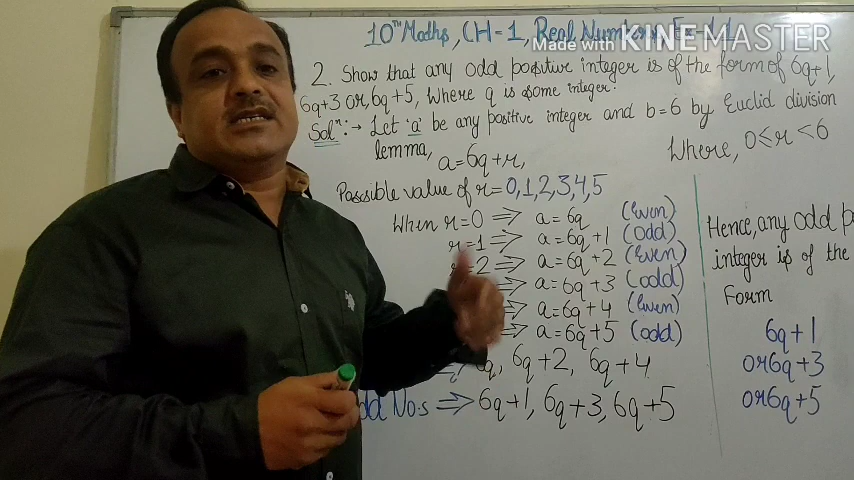 10ᵀᴴ Maths, CH-1, Real Numbers, Ex-1.1
Made with KINEMASTER
2. Show that any odd positive integer is of the form of 6q+1,
6q+3 or, 6q+5, Where q is some integer.
Solⁿ:→ Let 'a' be any positive integer and b=6 by Euclid division
lemma, a=6q+r, Where, 0≤r<6
Possible value of r= 0,1,2,3,4,5
When r=0 ⇒ a=6q (Even)
r=1 ⇒ a=6q+1 (odd)
r=2 ⇒ a=6q+2 (Even)
⇒ a=6q+3 (odd)
⇒ a=6q+4 (Even)
⇒ a=6q+5 (odd)
6q+2, 6q+4
Nos ⇒ 6q+1, 6q+3, 6q+5
Hence, any odd
integer is of the
Form
6q+1
or 6q+3
or 6q+5